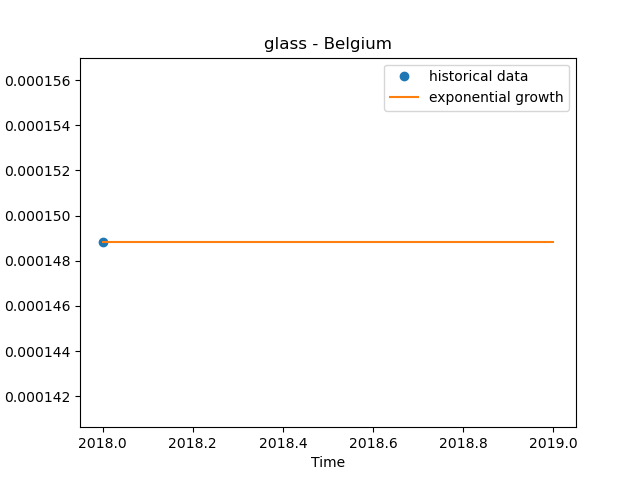 glass - Belgium
historical data
exponential growth
0.000156
0.000154
0.000152
0.000150
0.000148
0.000146
0.000144
0.000142
2018.0 2018.2 2018.4 2018.6 2018.8 2019.0
Time